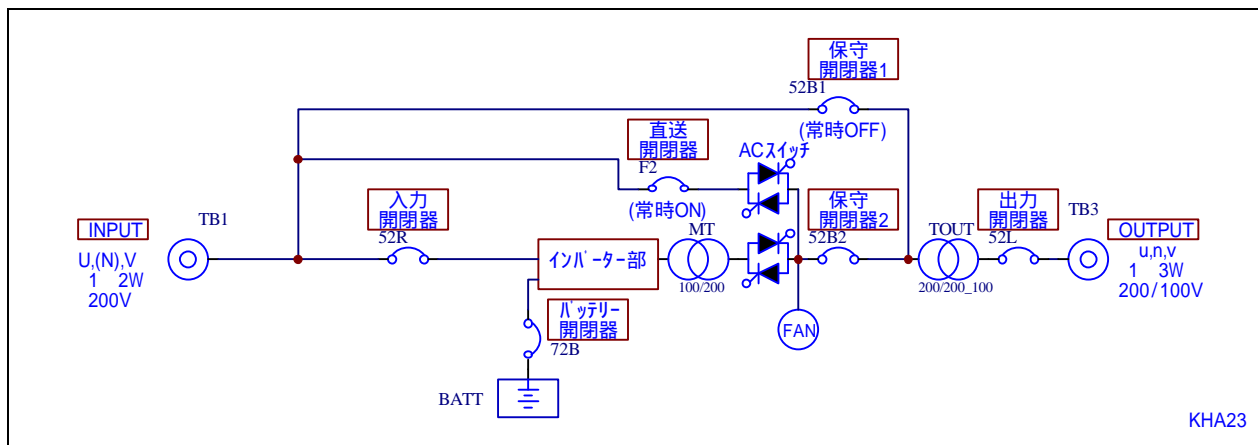 保守
開閉器1
52B1
(常時OFF)
直送
開閉器
F2
(常時ON)
ACスイッチ
入力
開閉器
52R
保守
開閉器2
52B2
出力
開閉器
52L
INPUT
TB1
U,(N),V
1 2W
200V
インバーター部
MT
100/200
TOUT
200/200_100
TB3
OUTPUT
u,n,v
1 3W
200/100V
FAN
バッテリー
開閉器
72B
BATT
KHA23